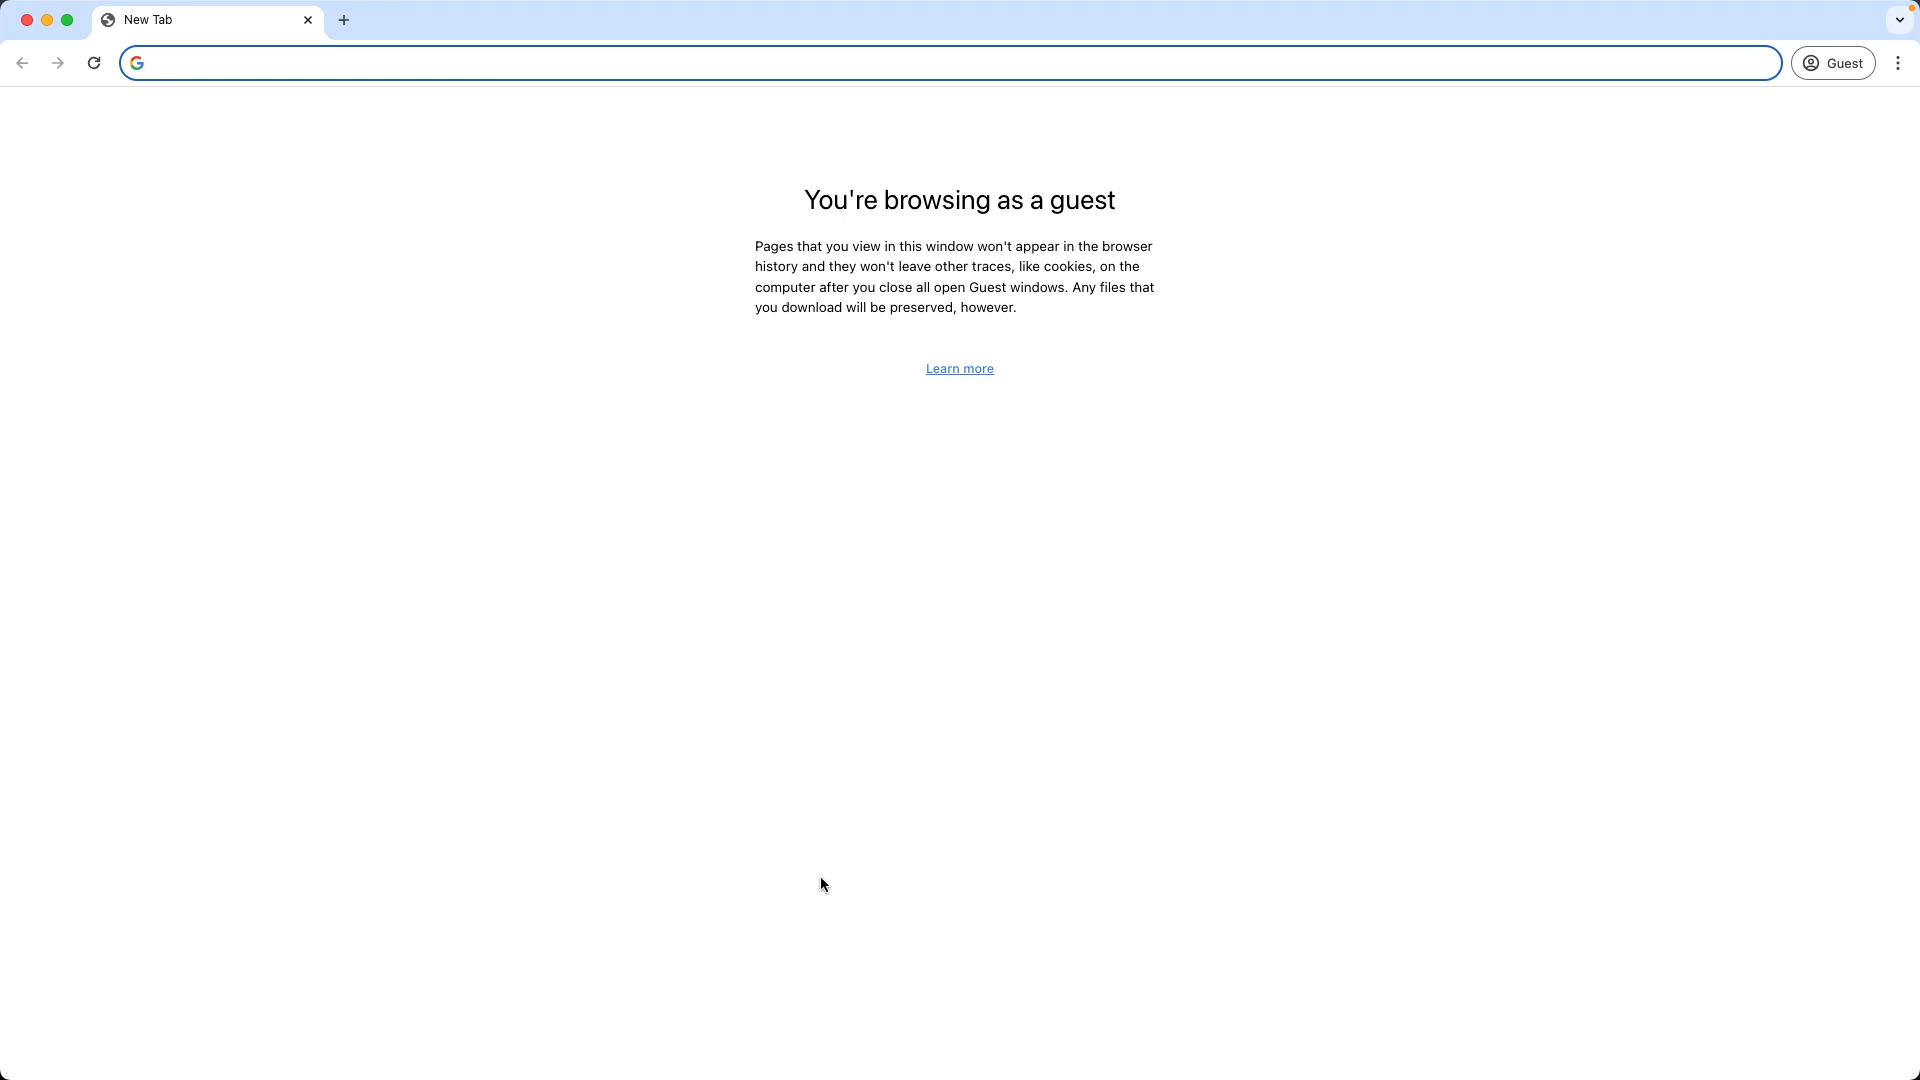 New Tab
Guest
You're browsing as a guest
Pages that you view in this window won't appear in the browser
history and they won't leave other traces, like cookies, on the
computer after you close all open Guest windows. Any files that
you download will be preserved, however.
Learn more